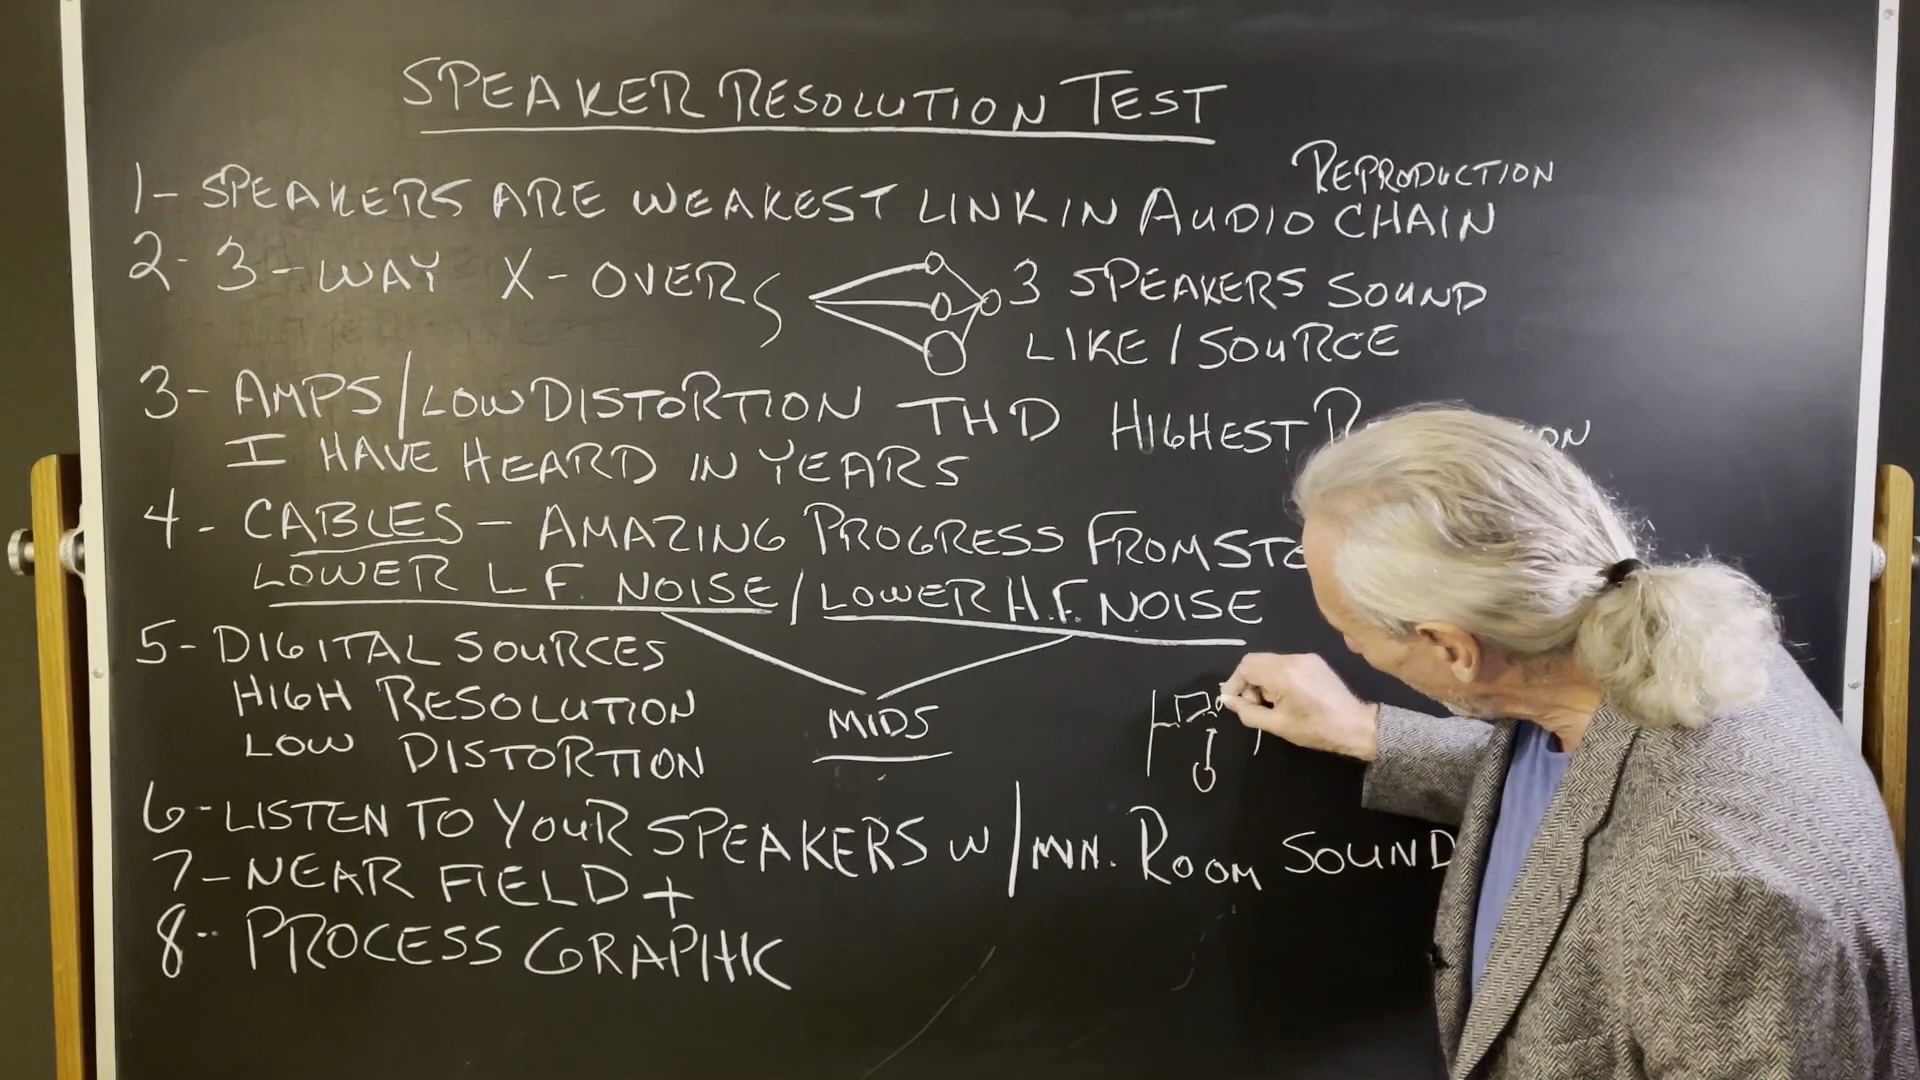 SPEAKER RESOLUTION TEST
REPRODUCTION
1- SPEAKERS ARE WEAKEST LINK IN AUDIO CHAIN
2- 3-WAY X-OVER 3 SPEAKERS SOUND
LIKE 1 SOURCE
3- AMPS/LOW DISTORTION THD HIGHEST
I HAVE HEARD IN YEARS
4- CABLES - AMAZING PROGRESS FROM
LOWER L.F. NOISE / LOWER H.F. NOISE
5- DIGITAL SOURCES
HIGH RESOLUTION
LOW DISTORTION
MIDS
6- LISTEN TO YOUR SPEAKERS W/MIN. ROOM SOUND
7- NEAR FIELD +
8- PROCESS GRAPHIC